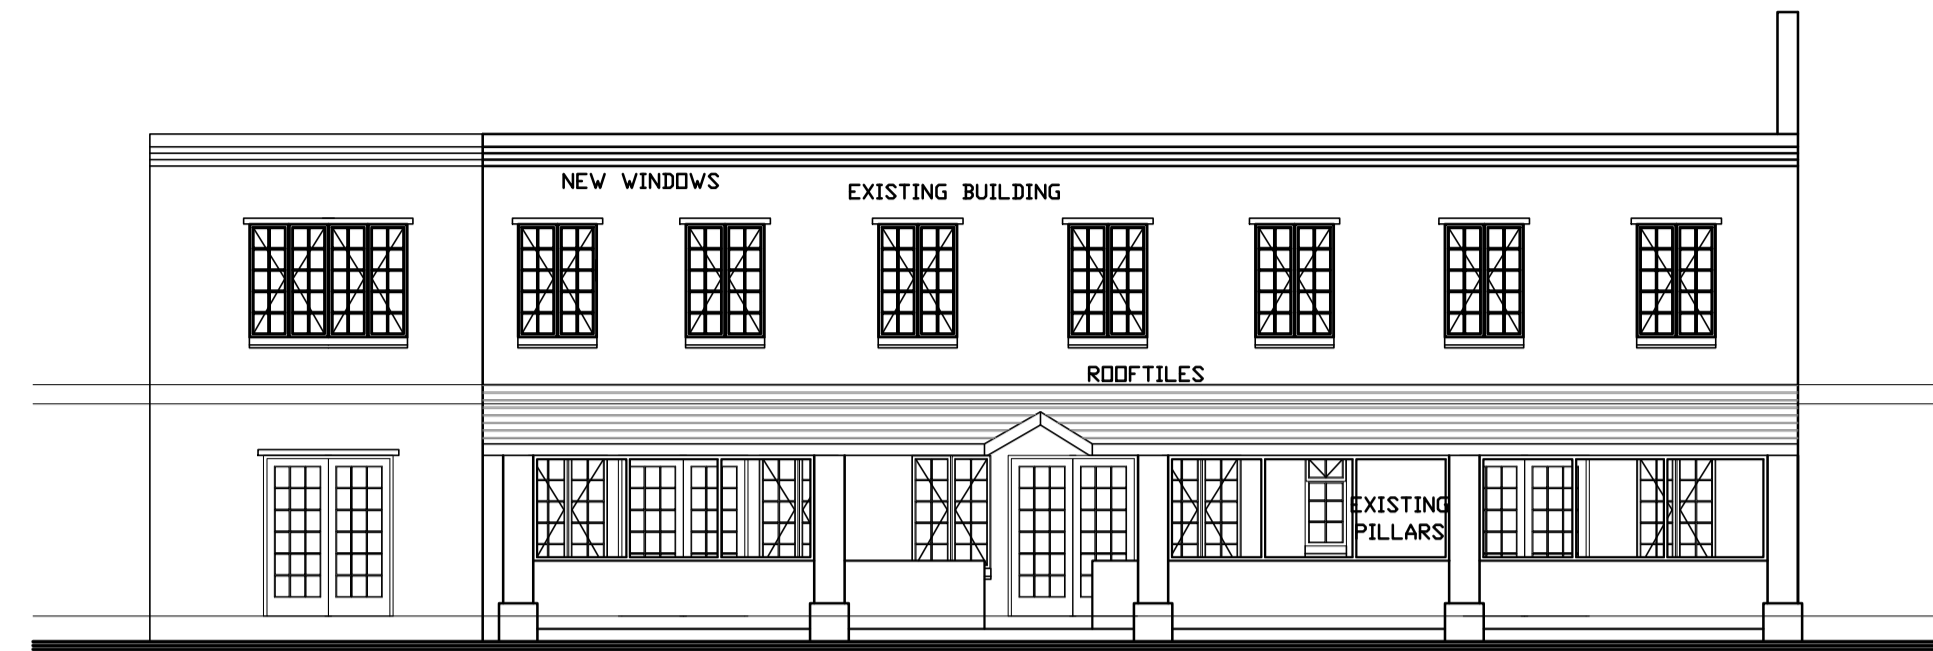 NEW WINDOWS
EXISTING BUILDING
ROOFTILES
EXISTING
PILLARS